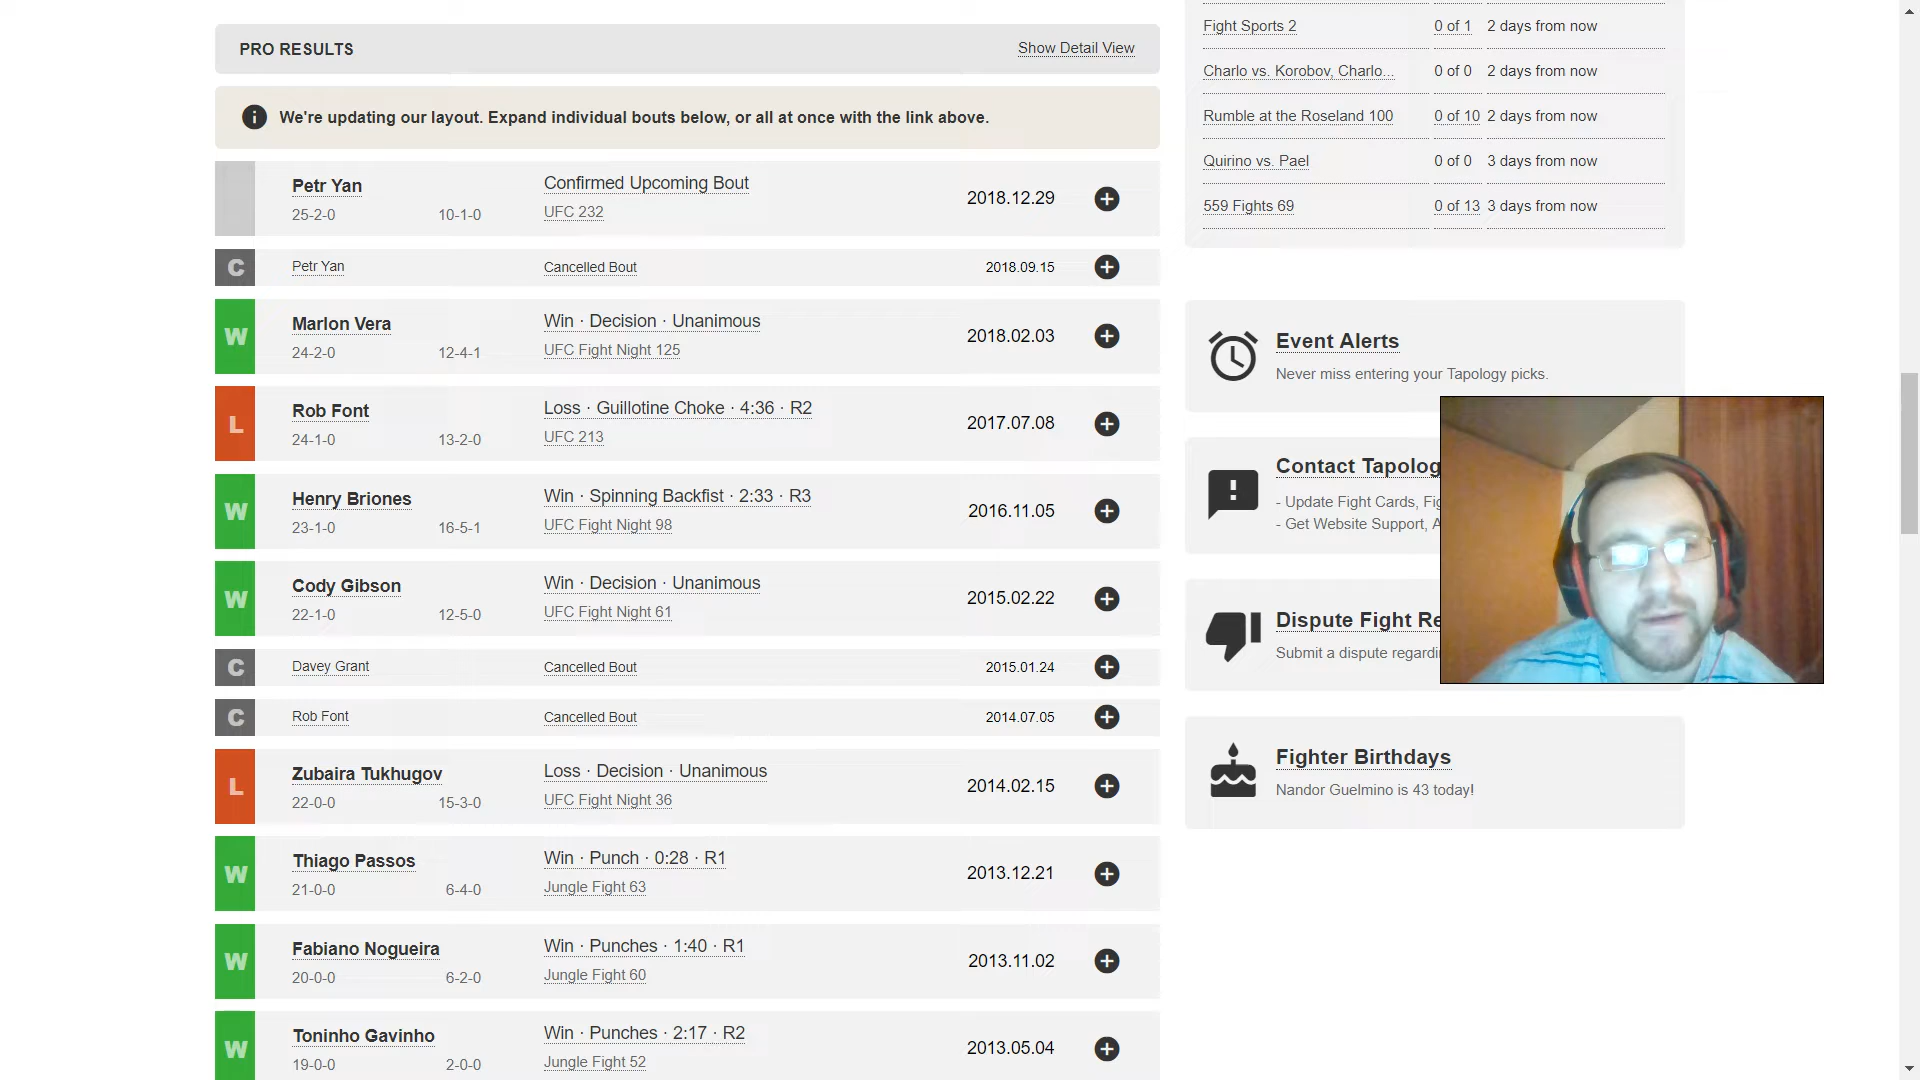 PRO RESULTS
Show Detail View
We're updating our layout. Expand individual bouts below, or all at once with the link above.
Petr Yan
Confirmed Upcoming Bout
2018.12.29
25-2-0 10-1-0
UFC 232
C Petr Yan Cancelled Bout 2018.09.15
W
Marlon Vera
Win · Decision · Unanimous
2018.02.03
24-2-0 12-4-1
UFC Fight Night 125
L
Rob Font
Loss · Guillotine Choke · 4:36 · R2
2017.07.08
24-1-0 13-2-0
UFC 213
W
Henry Briones
Win · Spinning Backfist · 2:33 · R3
2016.11.05
23-1-0 16-5-1
UFC Fight Night 98
W
Cody Gibson
Win · Decision · Unanimous
2015.02.22
22-1-0 12-5-0
UFC Fight Night 61
C Davey Grant Cancelled Bout 2015.01.24
C Rob Font Cancelled Bout 2014.07.05
L
Zubaira Tukhugov
Loss · Decision · Unanimous
2014.02.15
22-0-0 15-3-0
UFC Fight Night 36
W
Thiago Passos
Win · Punch · 0:28 · R1
2013.12.21
21-0-0 6-4-0
Jungle Fight 63
W
Fabiano Nogueira
Win · Punches · 1:40 · R1
2013.11.02
20-0-0 6-2-0
Jungle Fight 60
W
Toninho Gavinho
Win · Punches · 2:17 · R2
2013.05.04
19-0-0 2-0-0
Jungle Fight 52
Fight Sports 2 0 of 1 2 days from now
Charlo vs. Korobov, Charlo... 0 of 0 2 days from now
Rumble at the Roseland 100 0 of 10 2 days from now
Quirino vs. Pael 0 of 0 3 days from now
559 Fights 69 0 of 13 3 days from now
Event Alerts
Never miss entering your Tapology picks.
Contact Tapolog
- Update Fight Cards, Fig
- Get Website Support, A
Dispute Fight Re
Submit a dispute regardi
Fighter Birthdays
Nandor Guelmino is 43 today!